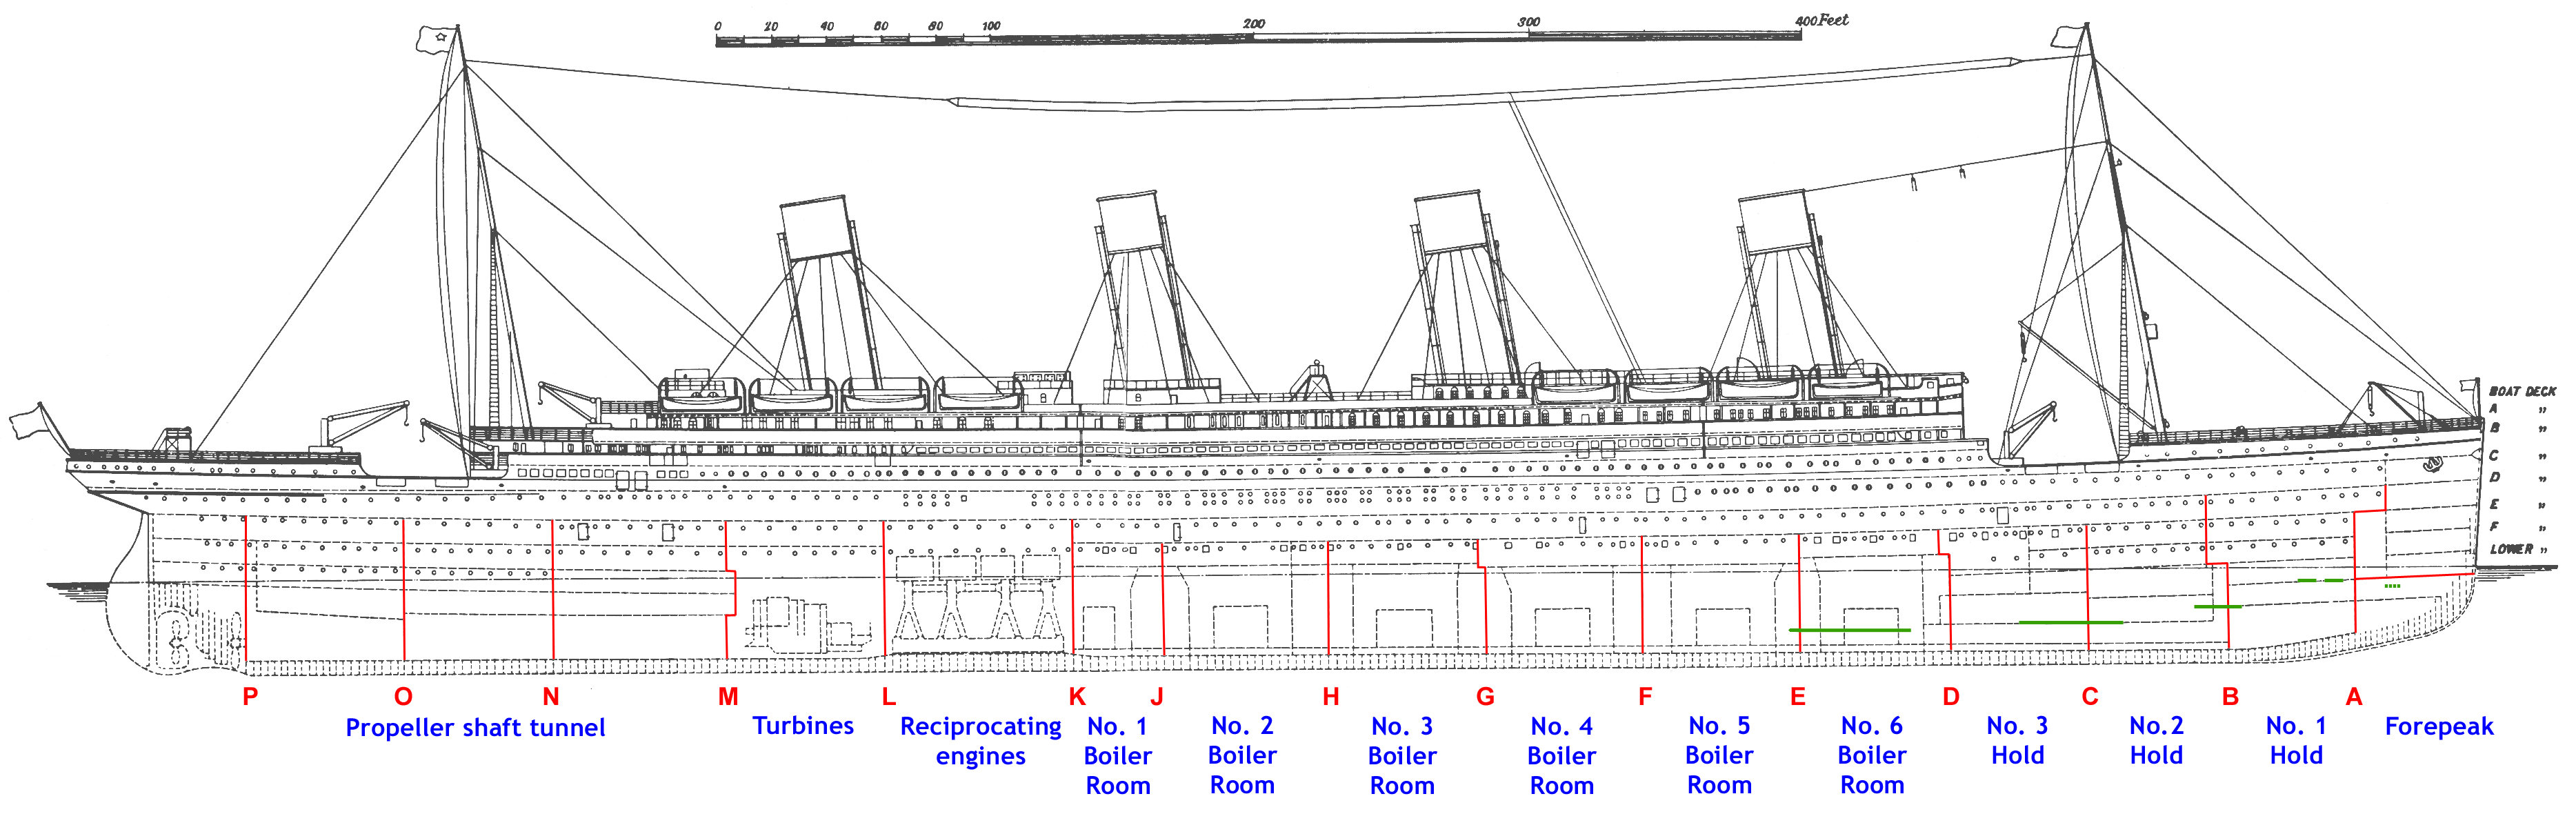 0 20 40 60 80 100 200 300 400 Feet
BOAT DECK
A "
B "
C "
D "
E "
F "
LOWER "
P O N M L K J H G F E D C B A
Propeller shaft tunnel
Turbines
Reciprocating
engines
No. 1
Boiler
Room
No. 2
Boiler
Room
No. 3
Boiler
Room
No. 4
Boiler
Room
No. 5
Boiler
Room
No. 6
Boiler
Room
No. 3
Hold
No.2
Hold
No. 1
Hold
Forepeak